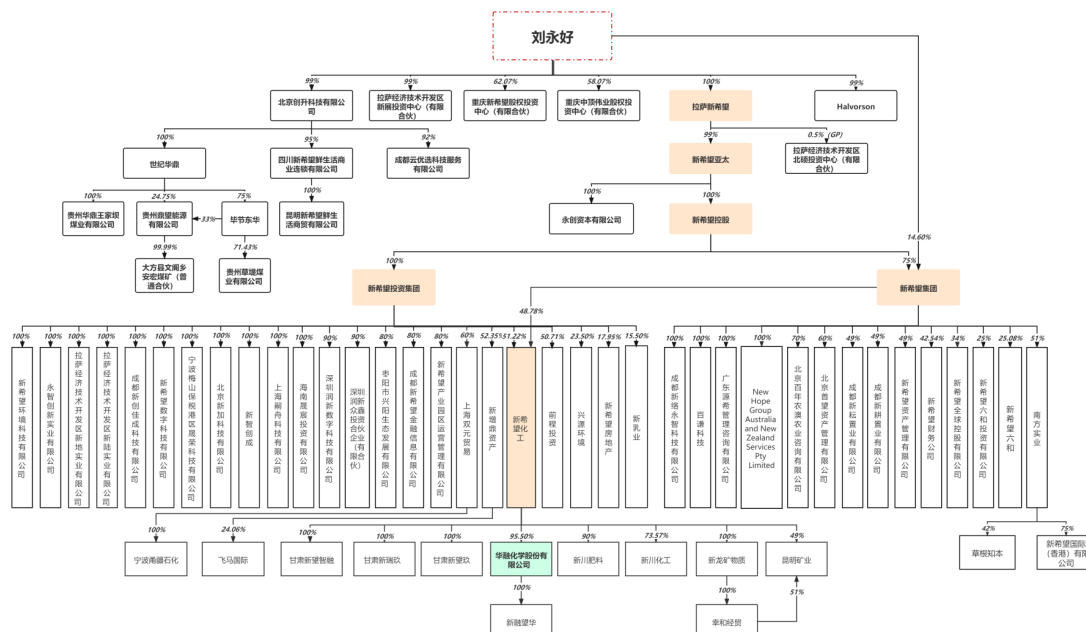 刘永好
99%
99%
62.07%
58.07%
100%
99%
北京创升科技有限公
司
拉萨经济技术开发区
新展投资中心（有限
合伙）
重庆新希望股权投资
中心（有限合伙）
重庆中顶伟业股权投
资中心（有限合伙）
拉萨新希望
Halvorson
100%
95%
92%
99%
0.5% (GP)
世纪华鼎
四川新希望鲜生活商
业连锁有限公司
成都云优选科技服务
有限公司
新希望亚太
拉萨经济技术开发区
北硕投资中心（有限
合伙）
100%
24.75%
75%
100%
100%
贵州华鼎王家坝
煤业有限公司
贵州鼎望能源
有限公司
33%
毕节东华
昆明新希望鲜生
活商贸有限公司
永创资本有限公司
新希望控股
99.99%
71.43%
14.60%
大方县文阁乡
安宏煤矿（普
通合伙）
贵州草堤煤
业有限公司
100%
75%
新希望投资集团
新希望集团
48.78%
100%
100%
100%
100%
100%
100%
100%
100%
100%
100%
90%
90%
80%
80%
80%
60%
52.35%
51.22%
50.71%
23.50%
17.95%
15.50%
100%
100%
100%
100%
70%
60%
49%
49%
49%
42.54%
34%
25%
25.08%
51%
新希望环境科技有限公司
永智创新实业有限公司
拉萨经济技术开发区新地实业有限公司
拉萨经济技术开发区新陆实业有限公司
成都新创佳成科技有限公司
新希望数字科技有限公司
宁波梅山保税港区晟荣科技有限公司
北京新加科技有限公司
新智创成
上海嗣舟科技有限公司
海南晟宸投资有限公司
深圳润新数字科技有限公司
深圳新鑫投资伙
润众投资合伙
企业（有限合伙）
枣阳市兴阳生态发展有限公司
成都新希望金融信息有限公司
新希望产业园区运营管理有限公司
上海双元贸易
新增鼎资产
新希望化工
前程投资
兴源环境
新希望房地产
新乳业
成都新络永智科技有限公司
百谦科技
广东源希管理咨询有限公司
New Hope
Group
Australia and
New Zealand
Services
Pty
Limited
北京百年农澳农业咨询有限公司
北京首望资产管理有限公司
成都新耘置业有限公司
成都新耕置业有限公司
新希望资产管理有限公司
新希望财务公司
新希望全球控股有限公司
新希望六和投资有限公司
新希望六和
南方实业
100%
24.06%
100%
100%
100%
95.50%
90%
73.57%
100%
49%
42%
75%
宁波甬疆石化
飞马国际
甘肃新望智融
甘肃新瑞玖
甘肃新望玖
华融化学股份有
限公司
新川肥料
新川化工
新龙矿物质
昆明矿业
草根知本
新希望国际
（香港）有
限公司
100%
100%
51%
新融望华
幸和经贸